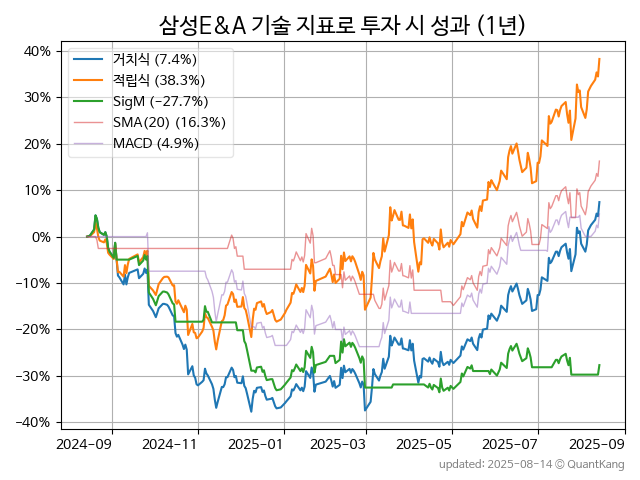 삼성E&A 기술 지표로 투자 시 성과 (1년)
거치식 (7.4%)
적립식 (38.3%)
SigM (−27.7%)
SMA(20) (16.3%)
MACD (4.9%)
40%
30%
20%
10%
0%
−10%
−20%
−30%
−40%
2024-09
2024-11
2025-01
2025-03
2025-05
2025-07
2025-09
updated: 2025-08-14 © QuantKang